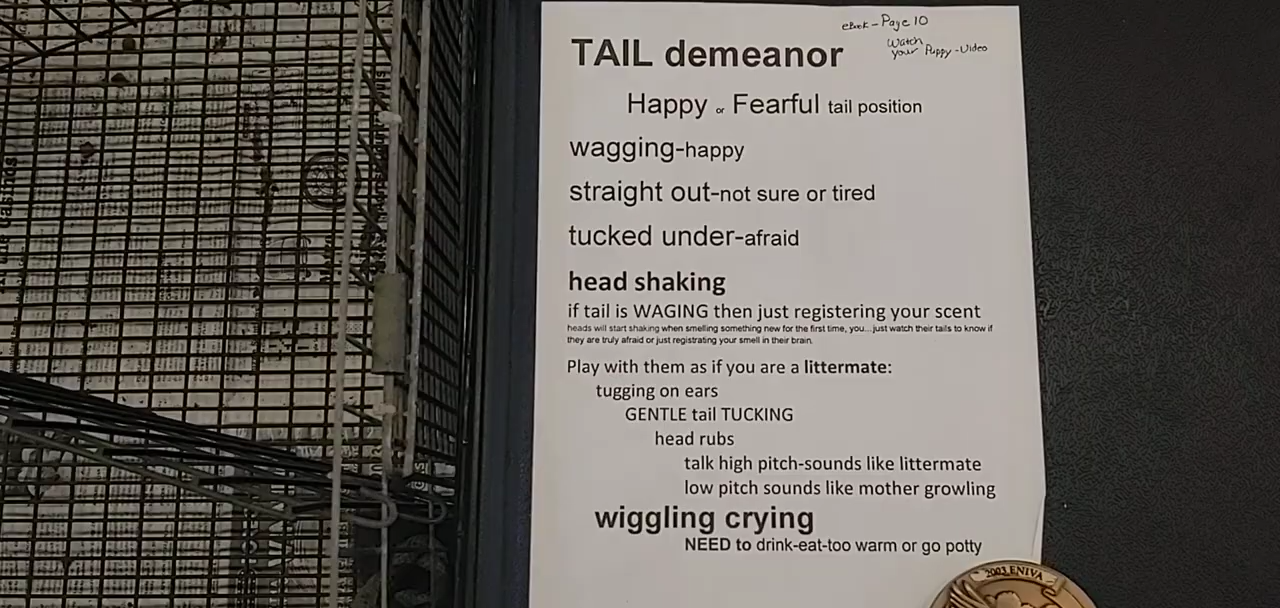 eBook - Page 10
Watch
your Puppy - Video
TAIL demeanor
Happy or Fearful tail position
wagging-happy
straight out-not sure or tired
tucked under-afraid
head shaking
if tail is WAGING then just registering your scent
heads will start shaking when smelling something new for the first time, you... just watch their tails to know if
they are truly afraid or just registrating your smell in their brain.
Play with them as if you are a littermate:
tugging on ears
GENTLE tail TUCKING
head rubs
talk high pitch-sounds like littermate
low pitch sounds like mother growling
wiggling crying
NEED to drink-eat-too warm or go potty
2003 ENIVA